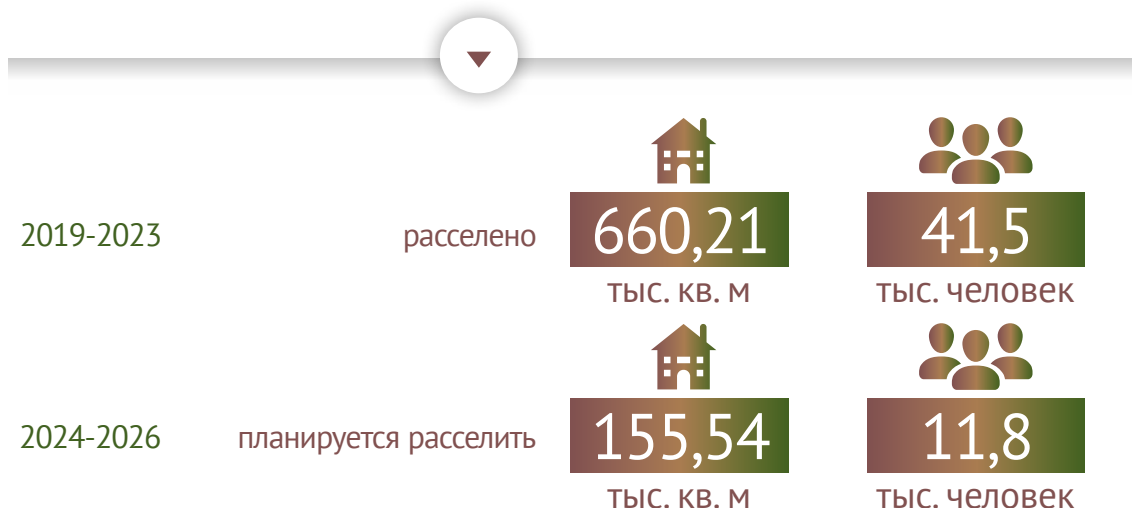 2019-2023 расселено 660,21 41,5
тыс. кв. м тыс. человек
2024-2026 планируется расселить 155,54 11,8
тыс. кв. м тыс. человек